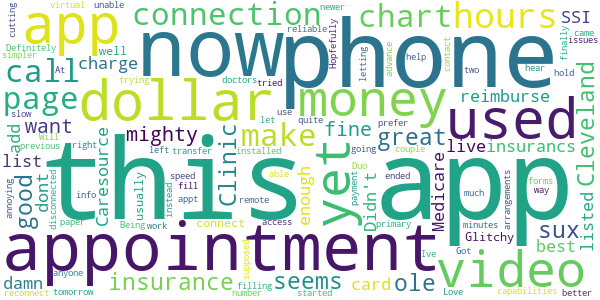 cutting virtual unable app connection chart hours SSI newer
Definitely simpler now phone Hopefully reliable letting hear came issues
At well charge call finally
page trying doctors dollar money tried advance contact help two hold
reimburse
add want mighty make yet fine great used Cleveland
let use quite prefer
list Caresource Clinic enough Didn't Medicare live insurancs
Will previous right left transfer installed able going Duo forms
good dont disconnected usually this app couple listed
annoying info speed fill appt remote access payment primary ended much way
Being work instead connect supposed minutes arrangements Glitchy sux best
appointment video
damn paper anyone insurance seems card ole
slow filling started number Ive Got Love capabilities better
reconnect tomorrow